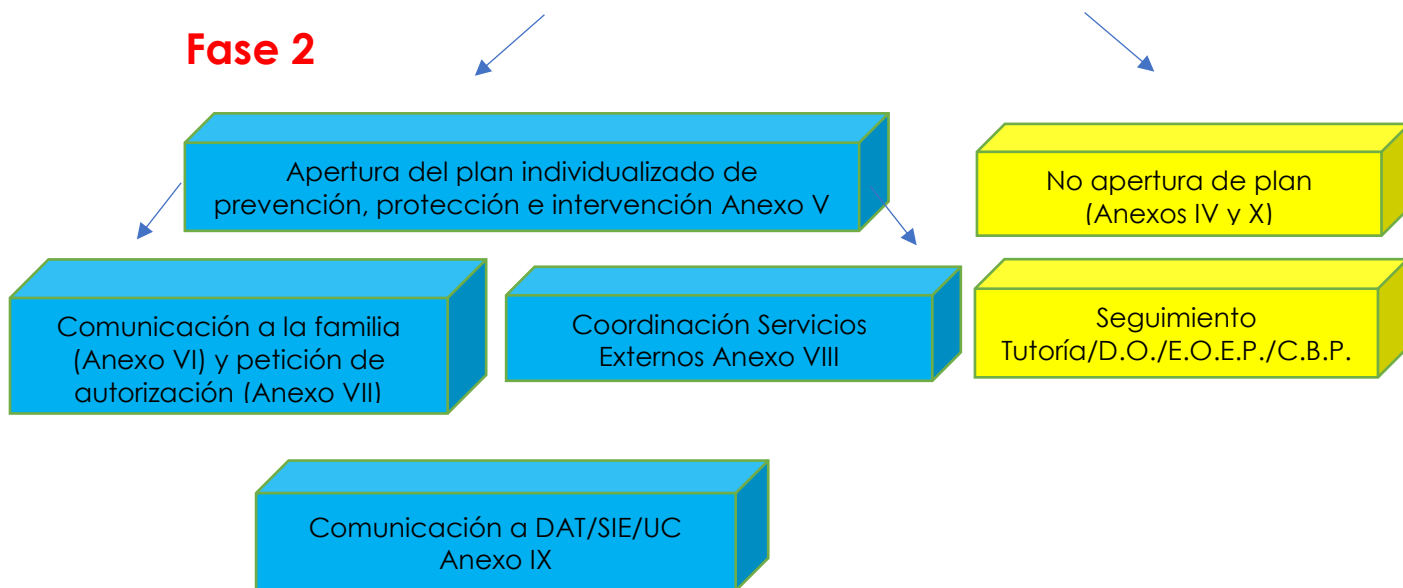 Fase 2
Apertura del plan individualizado de
prevención, protección e intervención Anexo V
No apertura de plan
(Anexos IV y X)
Comunicación a la familia
(Anexo VI) y petición de
autorización (Anexo VII)
Coordinación Servicios
Externos Anexo VIII
Seguimiento
Tutoría/D.O./E.O.E.P./C.B.P.
Comunicación a DAT/SIE/UC
Anexo IX